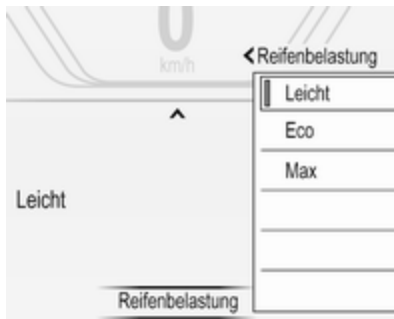 0
km/h
Reifenbelastung
Leicht
Eco
Max
Leicht
Reifenbelastung